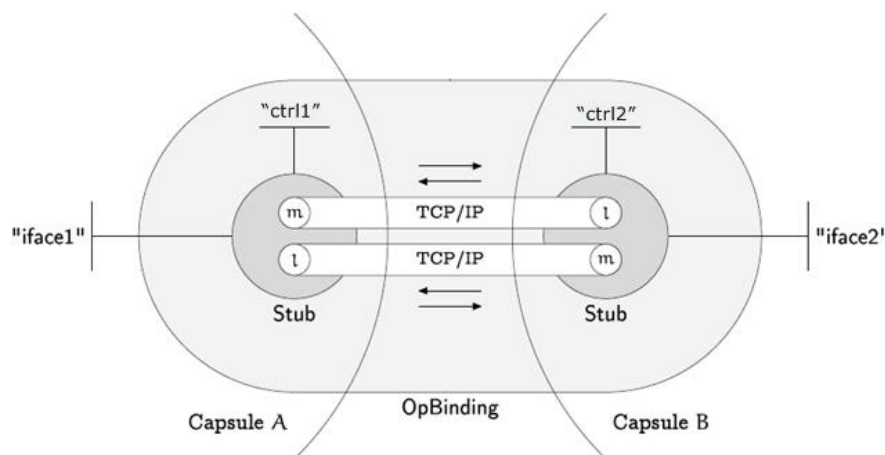 "ctrl1" "ctrl2"
m TCP/IP l
"iface1" "iface2'
l TCP/IP m
Stub Stub
OpBinding
Capsule A Capsule B